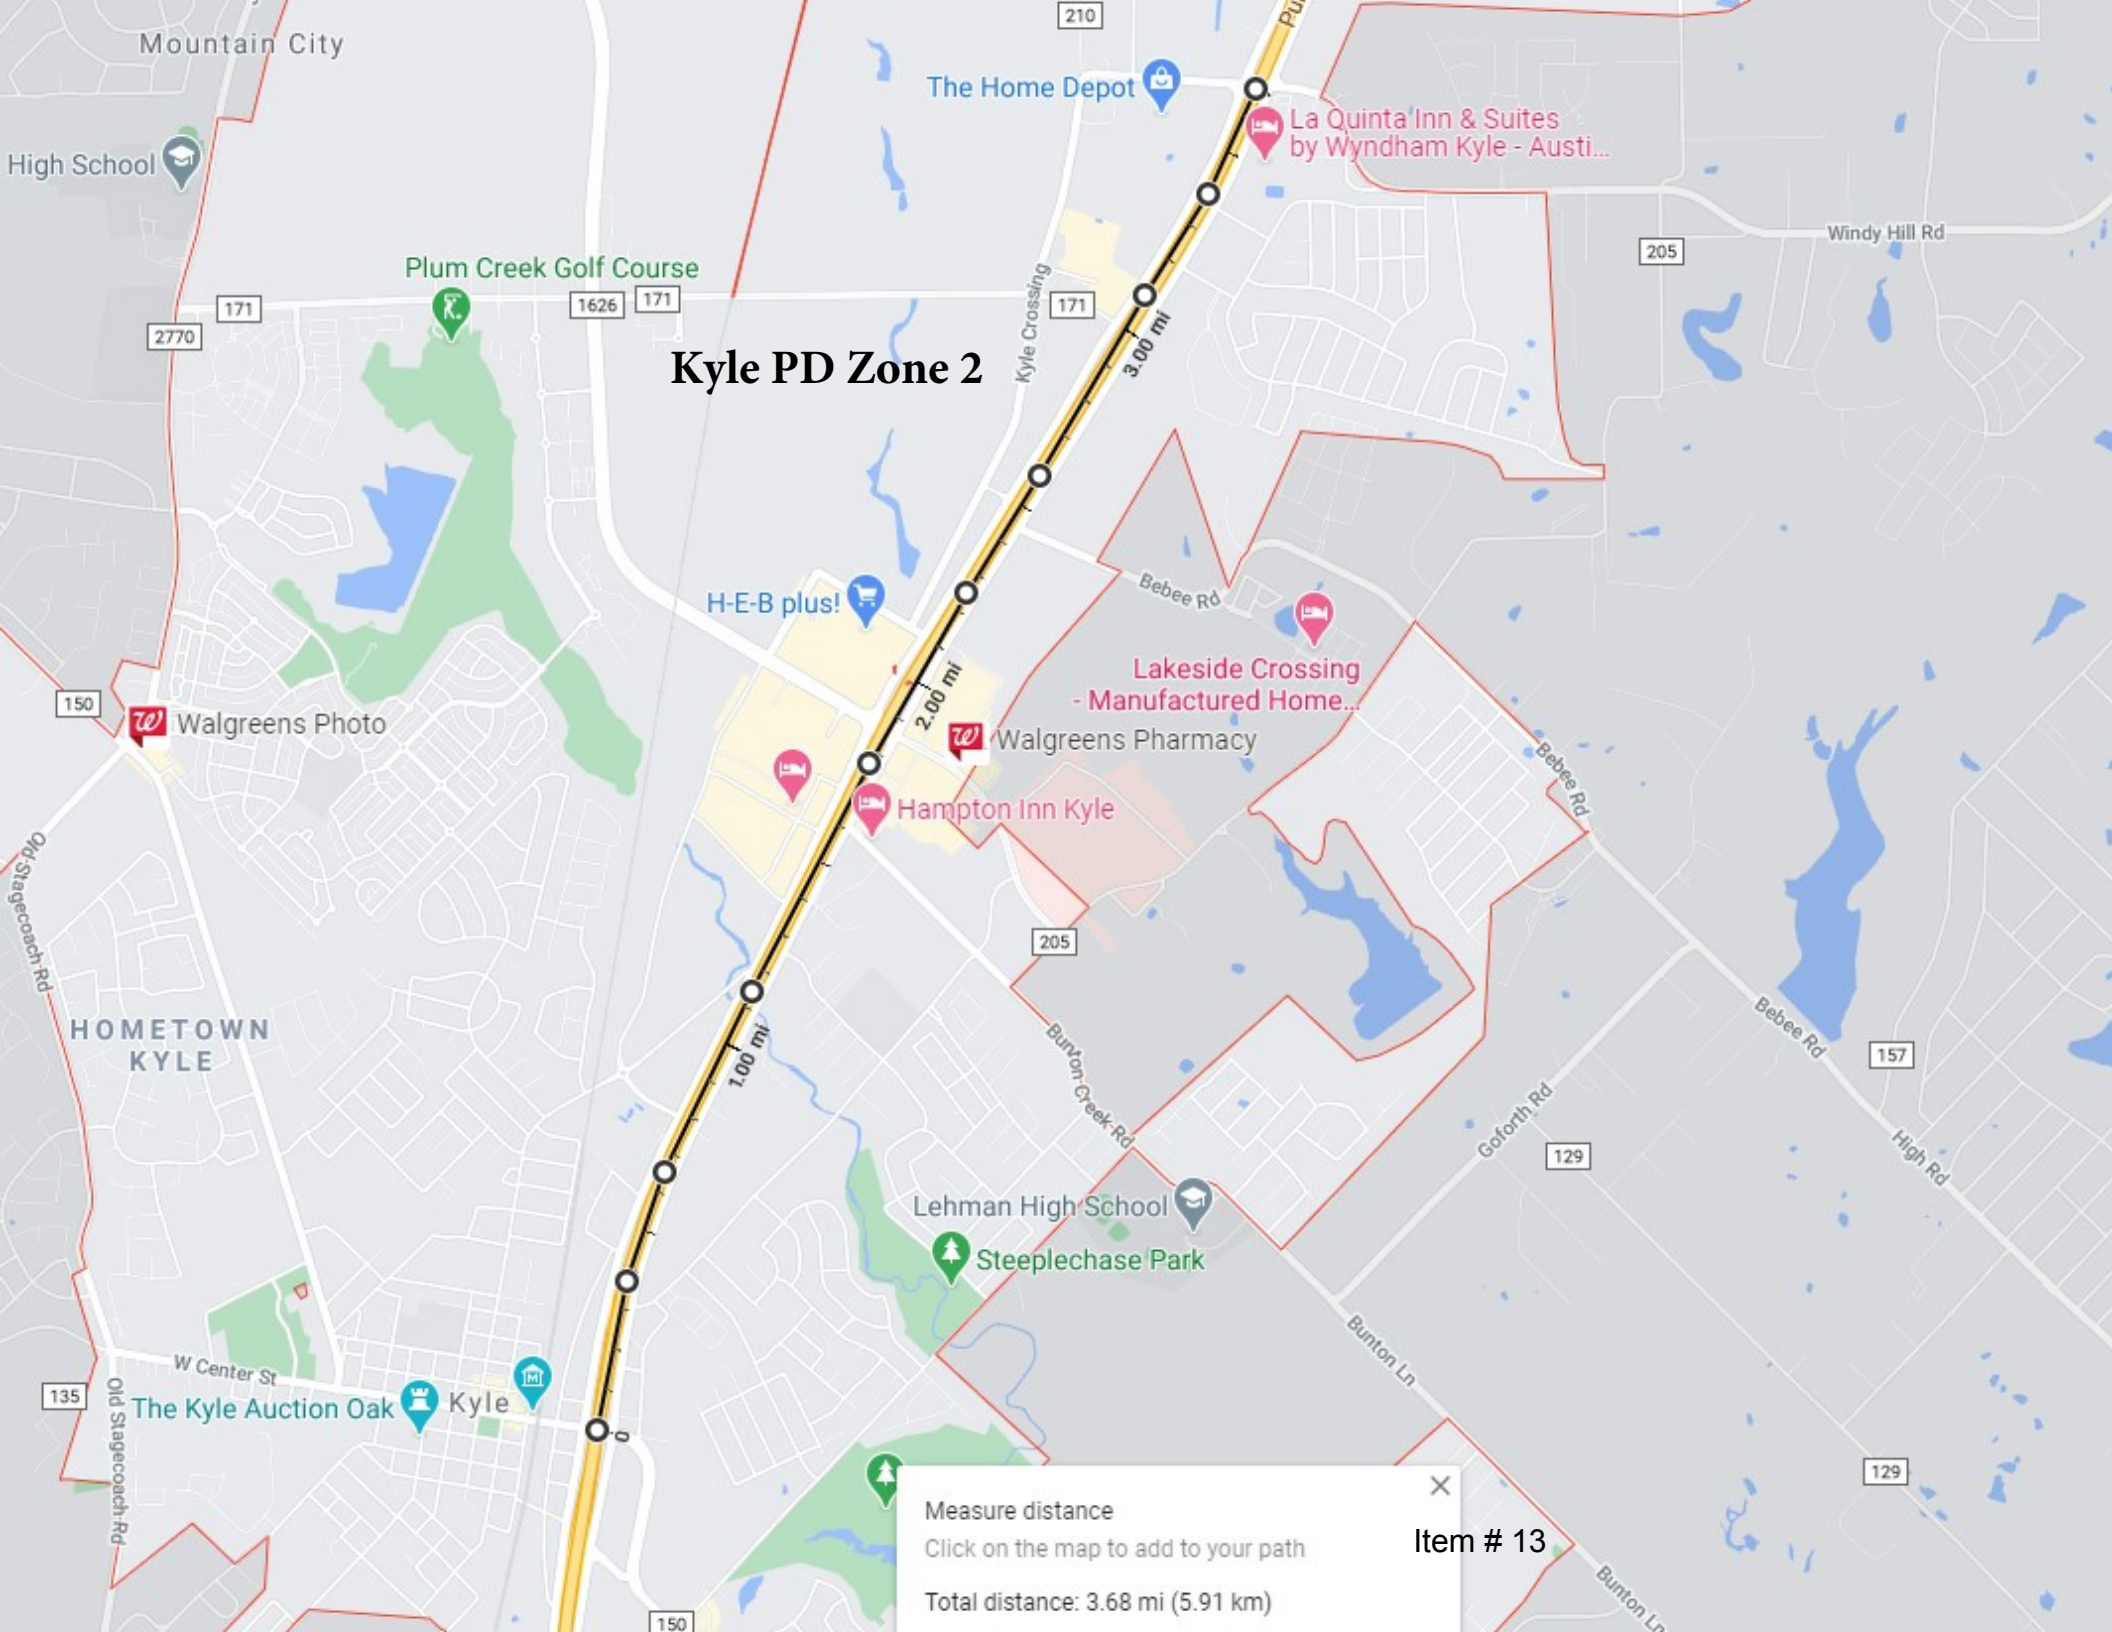 210
Mountain City
The Home Depot
La Quinta Inn & Suites
by Wyndham Kyle - Austi...
High School
Windy Hill Rd
205
Plum Creek Golf Course
171
1626
171
171
2770
Kyle Crossing
3.00 mi
Kyle PD Zone 2
Bebee Rd
H-E-B plus!
Lakeside Crossing
- Manufactured Home...
2.00 mi
150
Walgreens Photo
Walgreens Pharmacy
Bebee Rd
Hampton Inn Kyle
Old Stagecoach Rd
205
HOMETOWN
KYLE
1.00 mi
Bunton Creek Rd
Bebee Rd
157
Goforth Rd
129
High Rd
Lehman High School
Steeplechase Park
Bunton Ln
W Center St
135
Old Stagecoach Rd
The Kyle Auction Oak
Kyle
0
129
Measure distance
Click on the map to add to your path
Total distance: 3.68 mi (5.91 km)
Item # 13
Bunton Ln
150